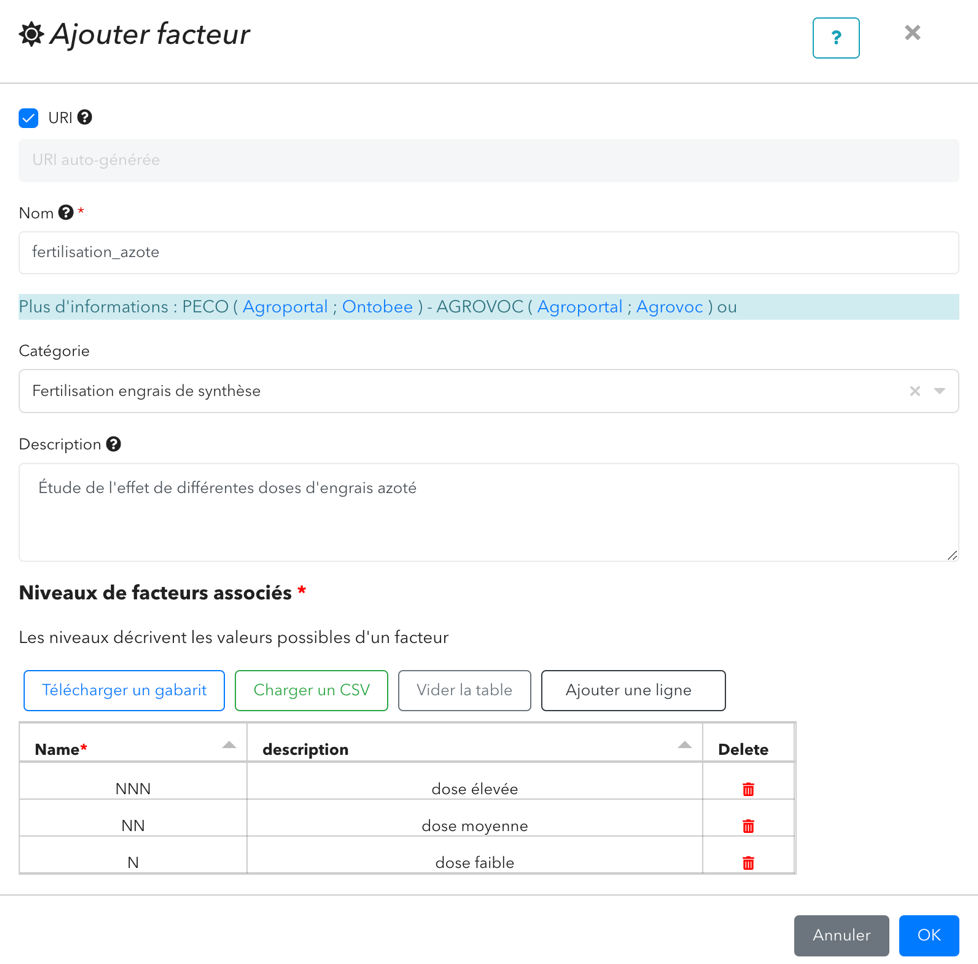 Ajouter facteur
?
×
URI ?
URI auto-générée
Nom ? *
fertilisation_azote
Plus d'informations : PECO ( Agroportal ; Ontobee ) - AGROVOC ( Agroportal ; Agrovoc ) ou
Catégorie
Fertilisation engrais de synthèse ×
Description ?
Étude de l'effet de différentes doses d'engrais azoté
Niveaux de facteurs associés *
Les niveaux décrivent les valeurs possibles d'un facteur
Télécharger un gabarit Charger un CSV Vider la table Ajouter une ligne
Name* description Delete
NNN dose élevée
NN dose moyenne
N dose faible
Annuler OK